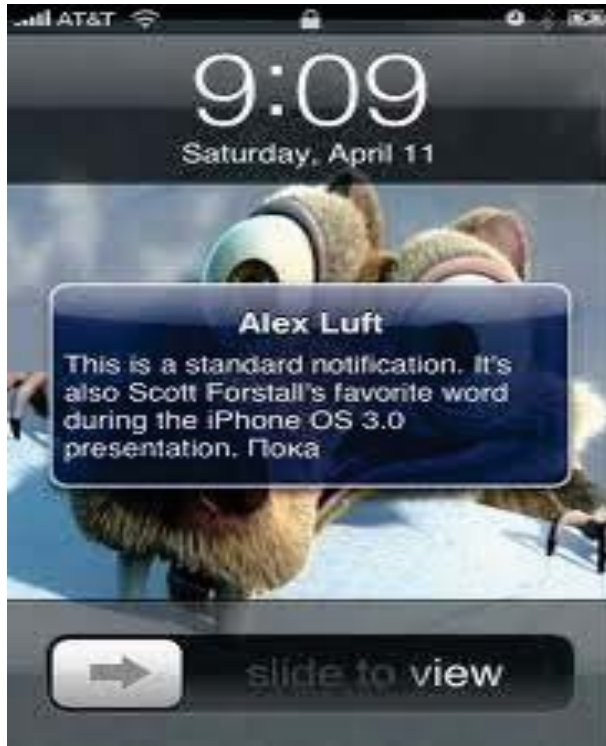 AT&T
9:09
Saturday, April 11
Alex Luft
This is a standard notification. It's
also Scott Forstall's favorite word
during the iPhone OS 3.0
presentation. Пока
slide to view